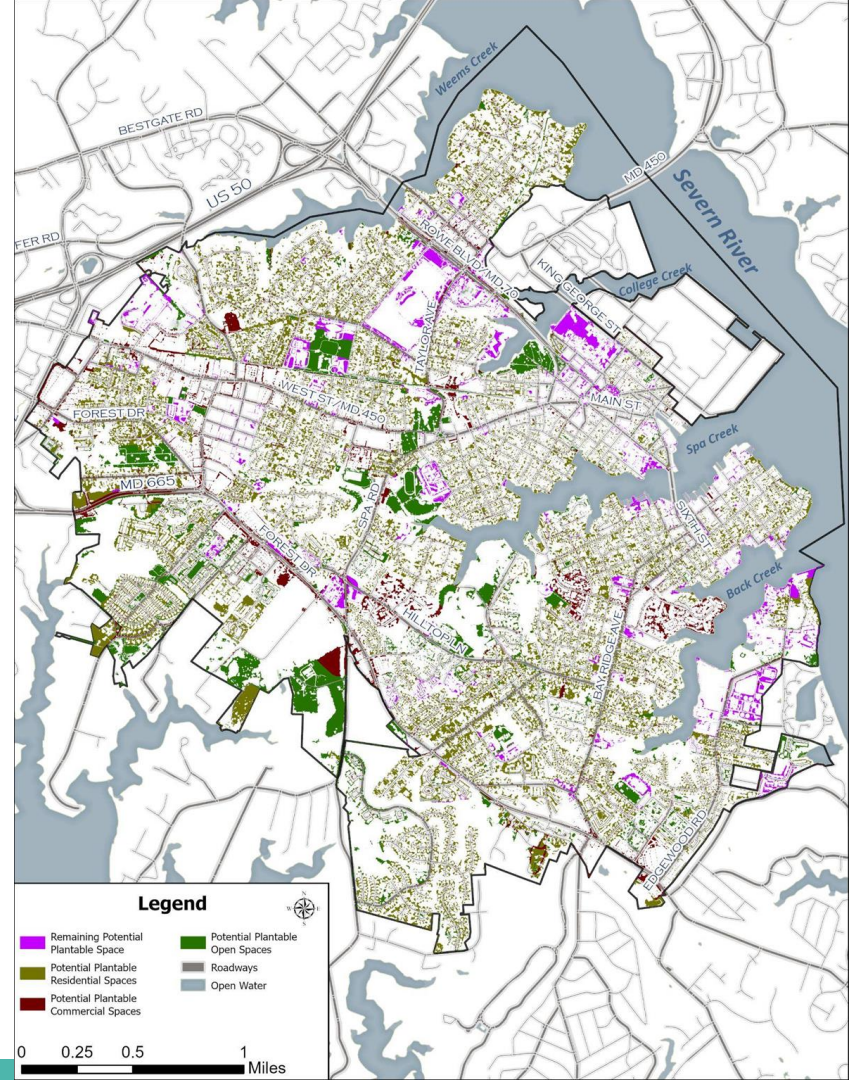 Weems Creek
BESTGATE RD
US 50
MD 450
Severn River
FER RD
ROWE BLVD/MD 70
KING GEORGE ST
College Creek
TAYLOR AVE
WEST ST/MD 450
MAIN ST
FOREST DR
Spa Creek
MD 665
SPA RD
SIXTH ST
FOREST DR
Back Creek
HILLTOP LN
BAY RIDGE AVE
EDGEWOOD RD
Legend
N
W
E
S
Remaining Potential
Plantable Space
Potential Plantable
Residential Spaces
Potential Plantable
Commercial Spaces
Potential Plantable
Open Spaces
Roadways
Open Water
0 0.25 0.5 1
Miles